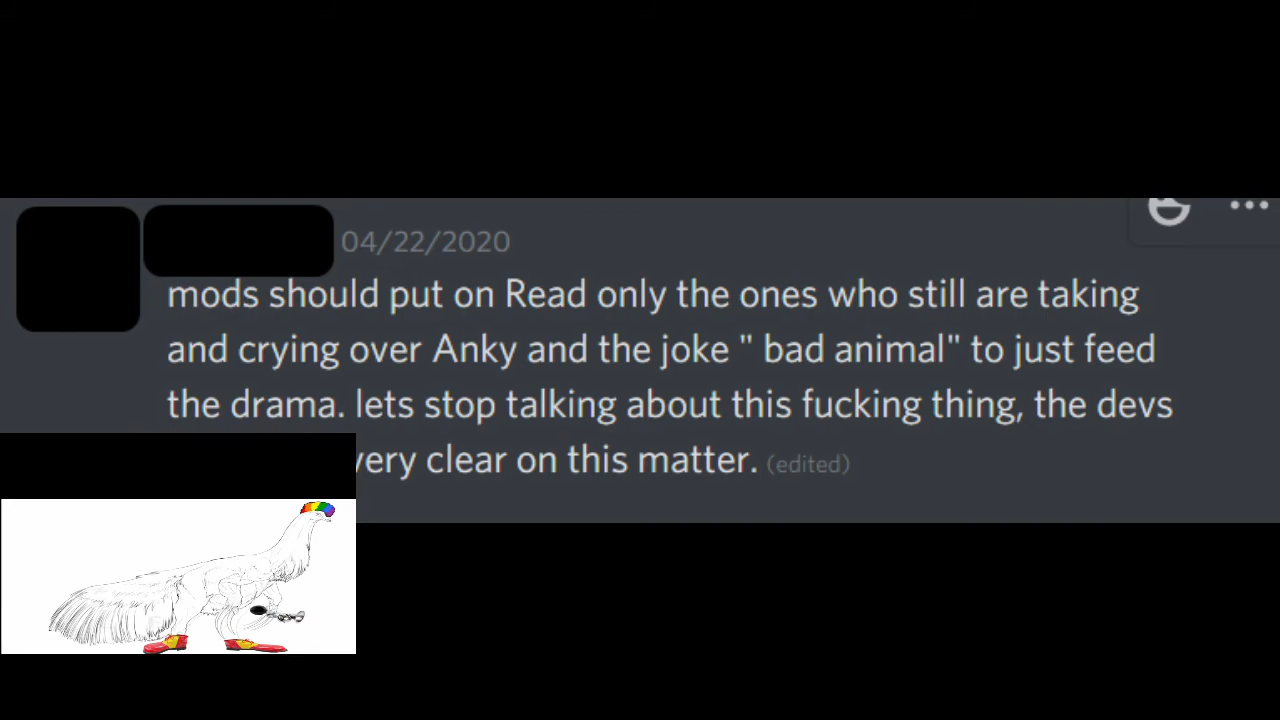 04/22/2020
mods should put on Read only the ones who still are taking
and crying over Anky and the joke " bad animal" to just feed
the drama. lets stop talking about this fucking thing, the devs
very clear on this matter. (edited)